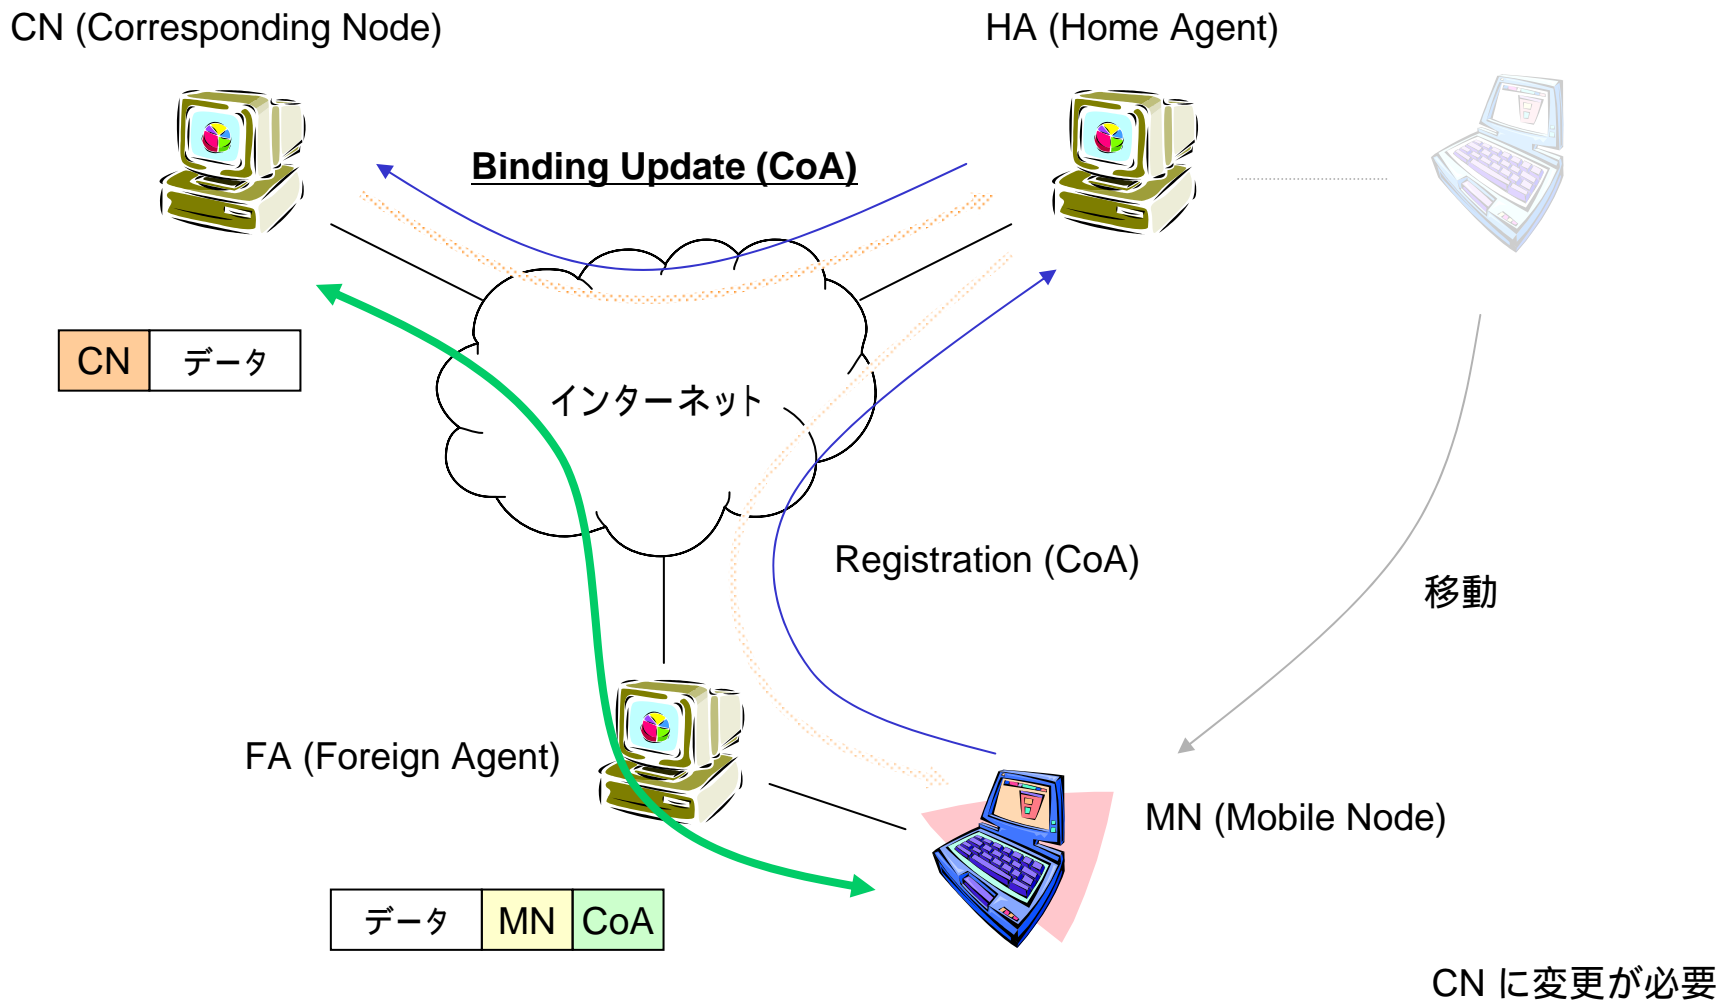 CN (Corresponding Node)
HA (Home Agent)
Binding Update (CoA)
CN データ
インターネット
Registration (CoA)
移動
FA (Foreign Agent)
MN (Mobile Node)
データ MN CoA
CN に変更が必要